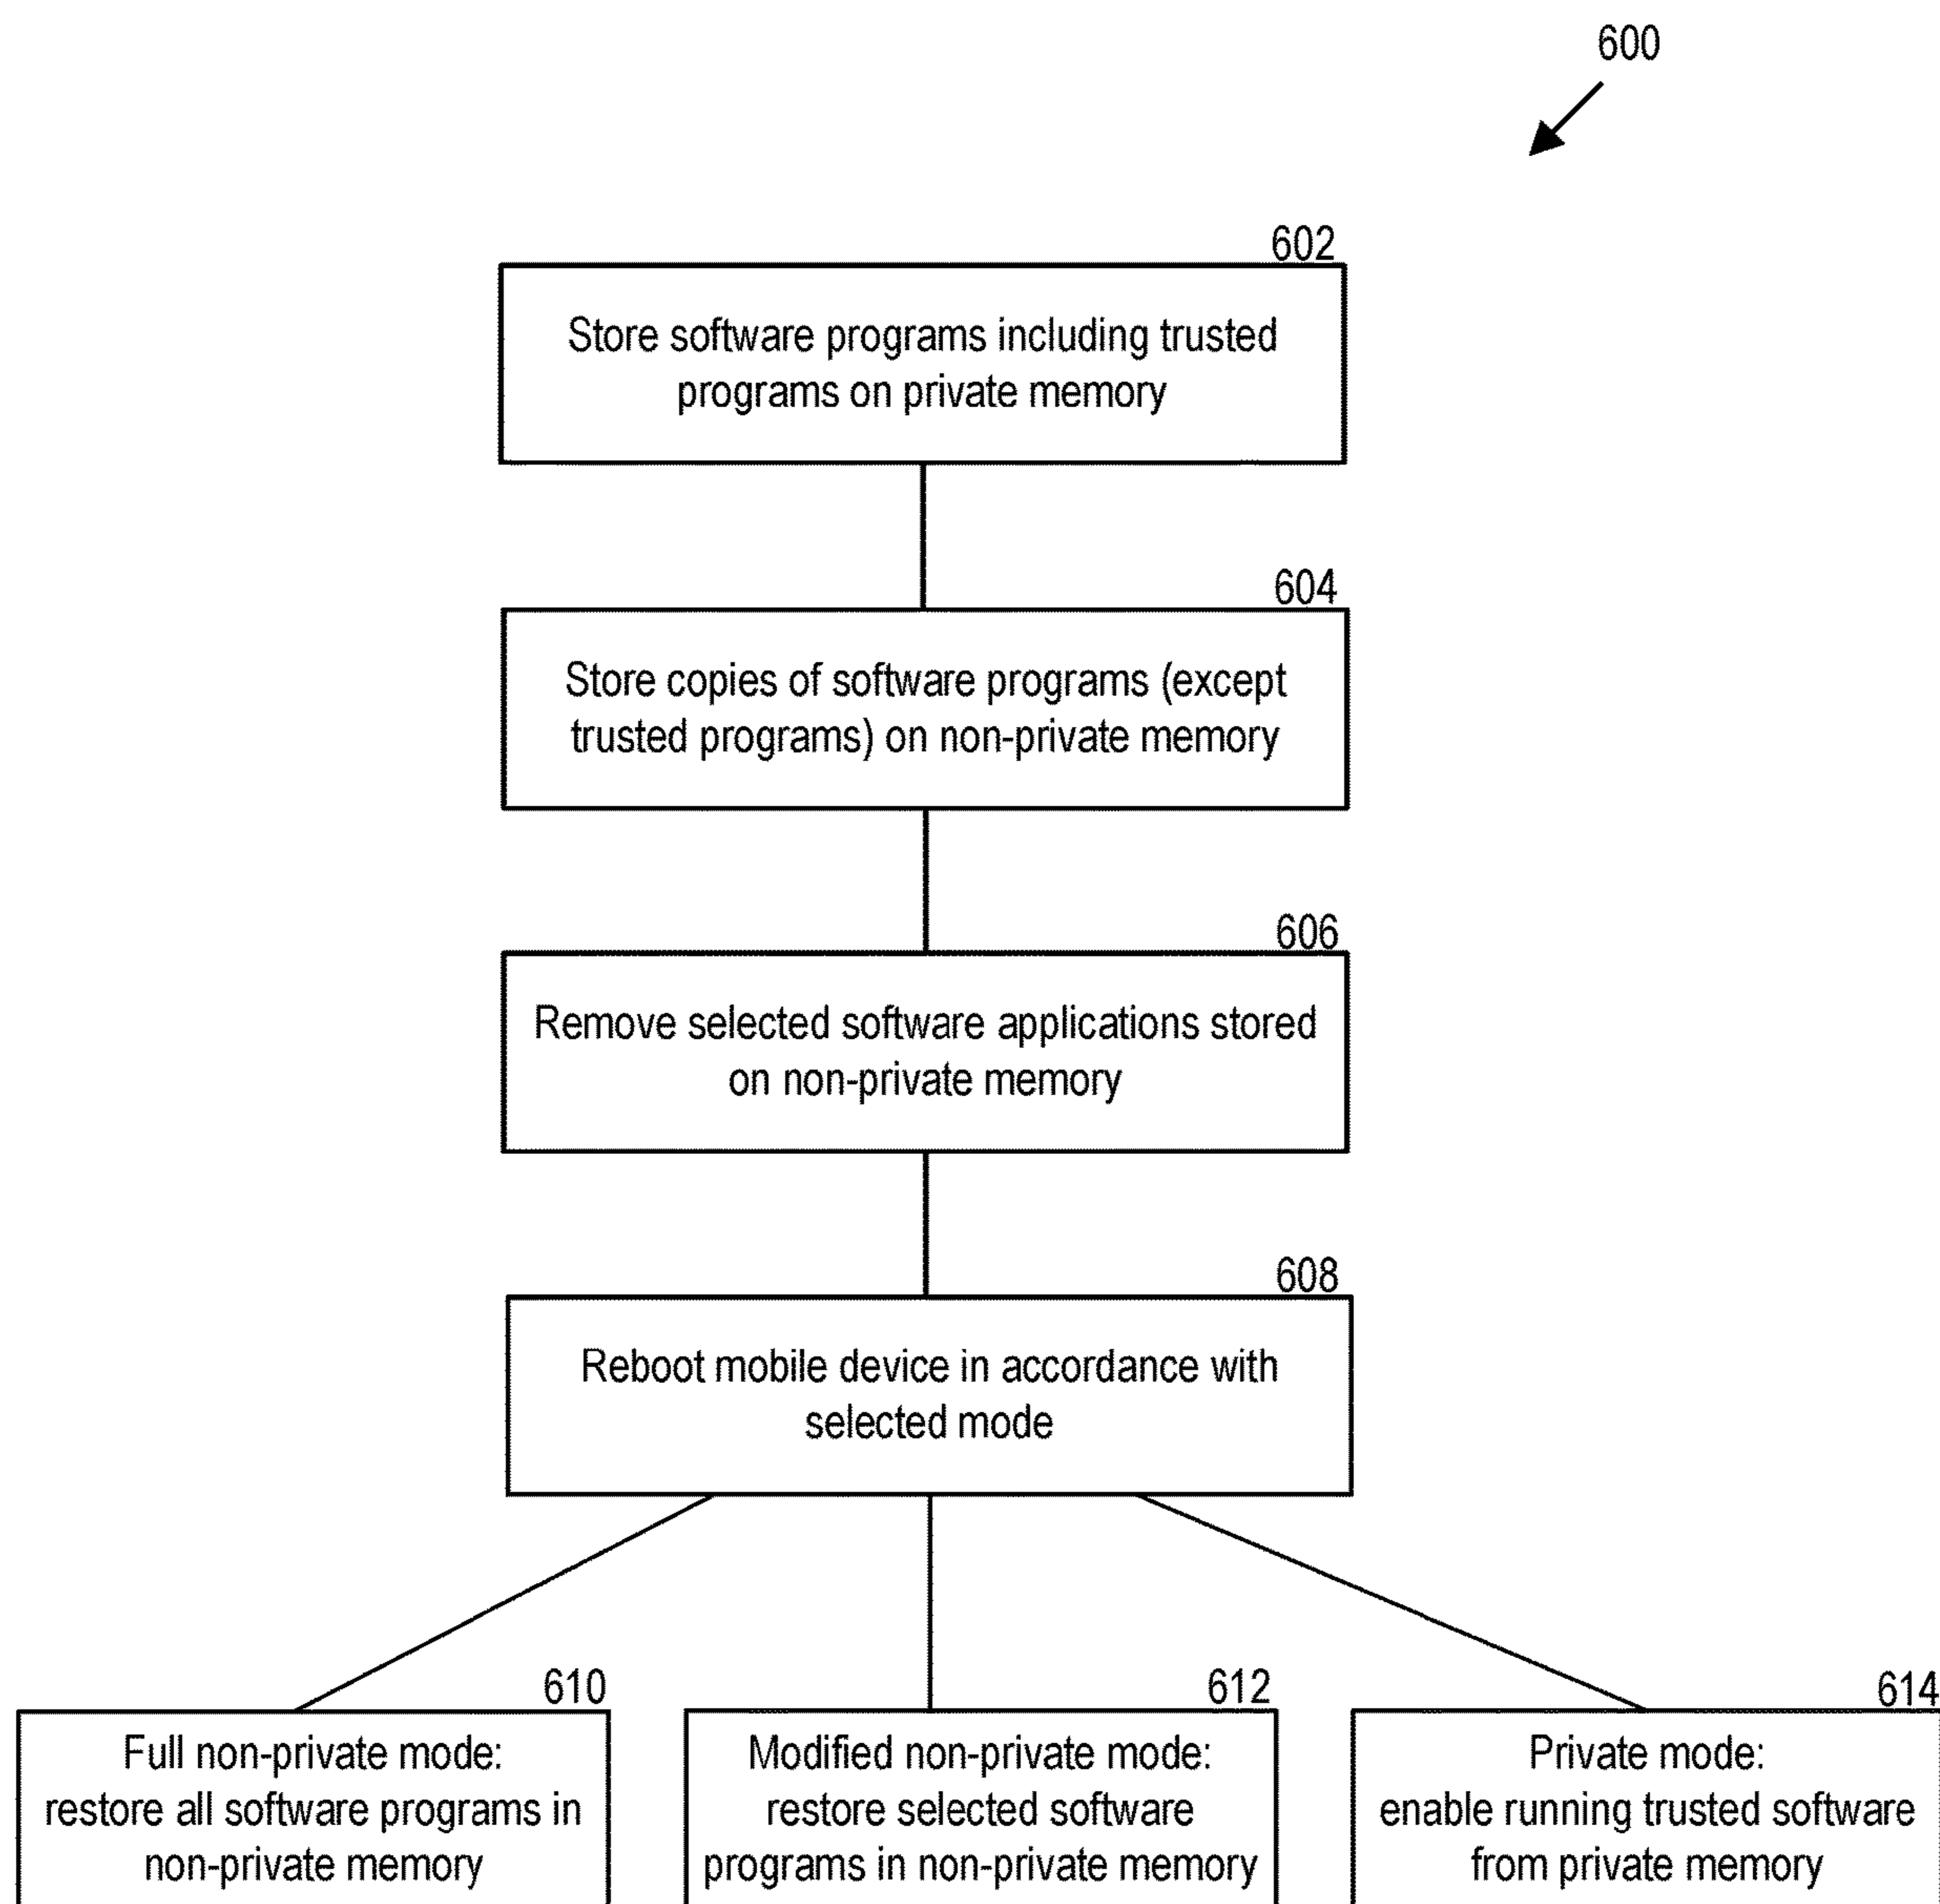 600
602
Store software programs including trusted
programs on private memory
604
Store copies of software programs (except
trusted programs) on non-private memory
606
Remove selected software applications stored
on non-private memory
608
Reboot mobile device in accordance with
selected mode
610
Full non-private mode:
restore all software programs in
non-private memory
612
Modified non-private mode:
restore selected software
programs in non-private memory
614
Private mode:
enable running trusted software
from private memory